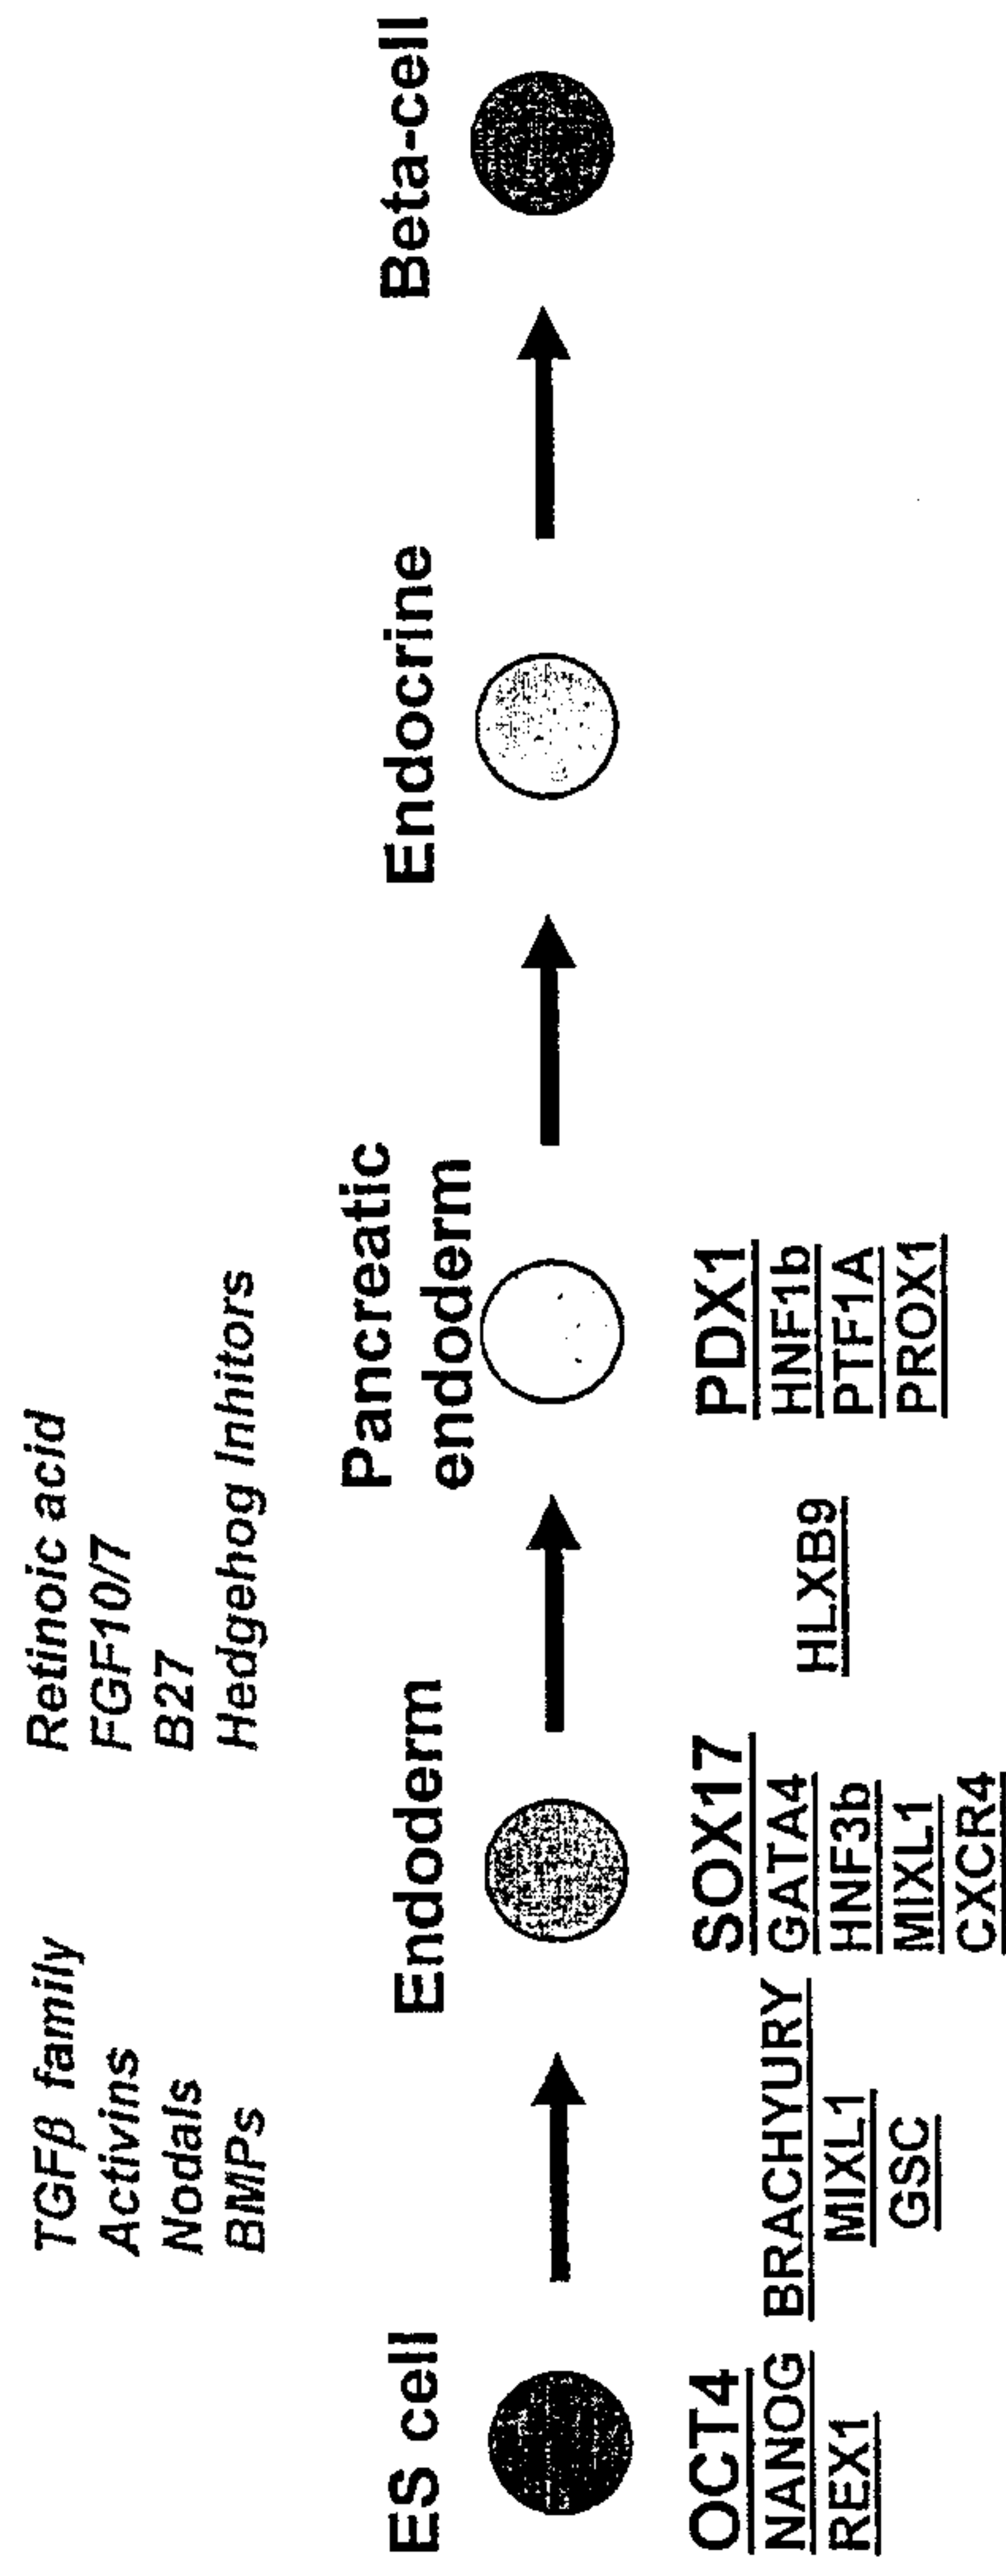 TGFβ family
Activins
Nodals
BMPs
Retinoic acid
FGF10/7
B27
Hedgehog Inhibitors
ES cell
Endoderm
Pancreatic
endoderm
Endocrine
Beta-cell
OCT4
NANOG
REX1
BRACHYURY
MIXL1
GSC
SOX17
GATA4
HNF3b
MIXL1
CXCR4
HLXB9
PDX1
HNF1b
PTF1A
PROX1